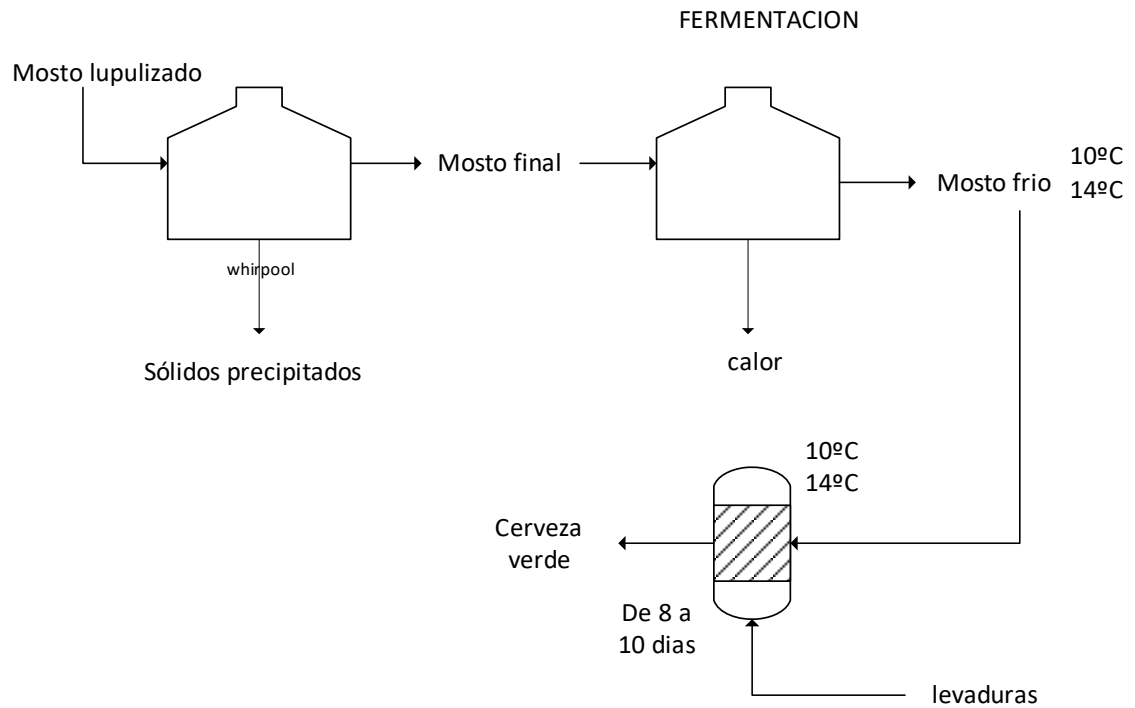 FERMENTACION
Mosto lupulizado
Mosto final
10ºC
Mosto frio
14ºC
whirpool
Sólidos precipitados
calor
10ºC
14ºC
Cerveza
verde
De 8 a
10 dias
levaduras